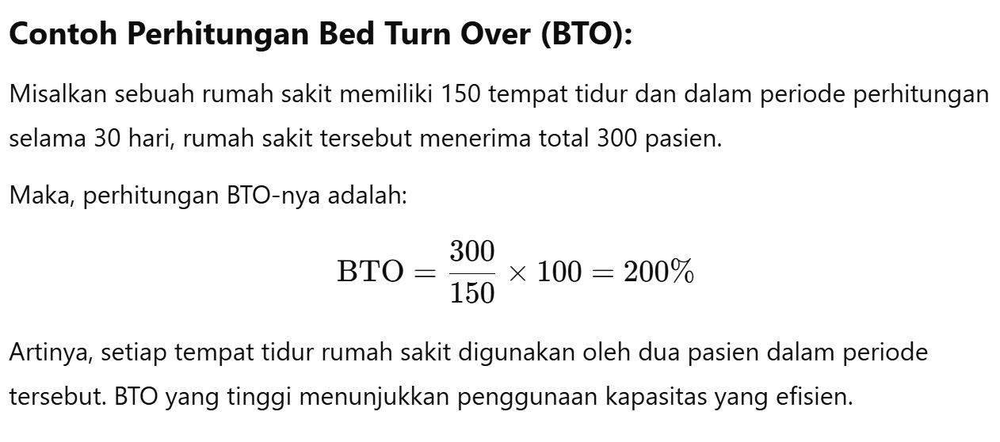 Contoh Perhitungan Bed Turn Over (BTO):
Misalkan sebuah rumah sakit memiliki 150 tempat tidur dan dalam periode perhitungan
selama 30 hari, rumah sakit tersebut menerima total 300 pasien.
Maka, perhitungan BTO-nya adalah:
BTO = 300/150 × 100 = 200%
Artinya, setiap tempat tidur rumah sakit digunakan oleh dua pasien dalam periode
tersebut. BTO yang tinggi menunjukkan penggunaan kapasitas yang efisien.